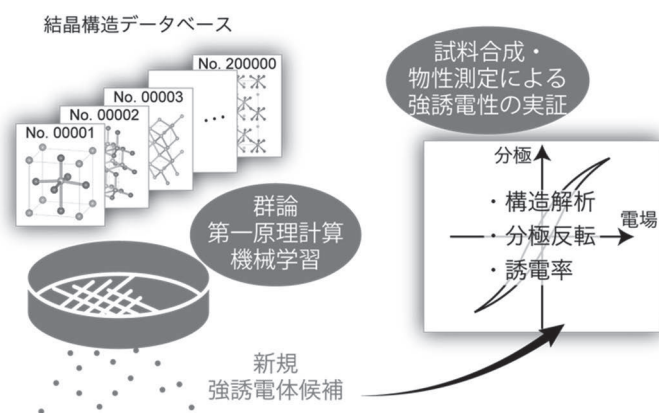 結晶構造データベース
No. 200000
No. 00003
No. 00002
No. 00001
...
群論
第一原理計算
機械学習
新規
強誘電体候補
試料合成・
物性測定による
強誘電性の実証
分極
電場
・構造解析
・分極反転
・誘電率